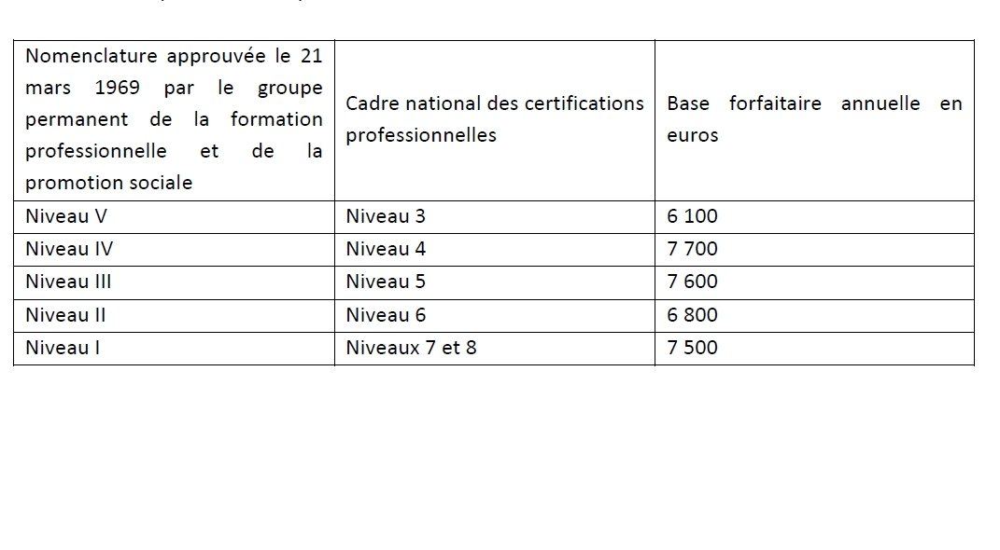 Nomenclature approuvée le 21
mars 1969 par le groupe
permanent de la formation
professionnelle et de la
promotion sociale
Cadre national des certifications
professionnelles
Base forfaitaire annuelle en
euros
Niveau V Niveau 3 6 100
Niveau IV Niveau 4 7 700
Niveau III Niveau 5 7 600
Niveau II Niveau 6 6 800
Niveau I Niveaux 7 et 8 7 500